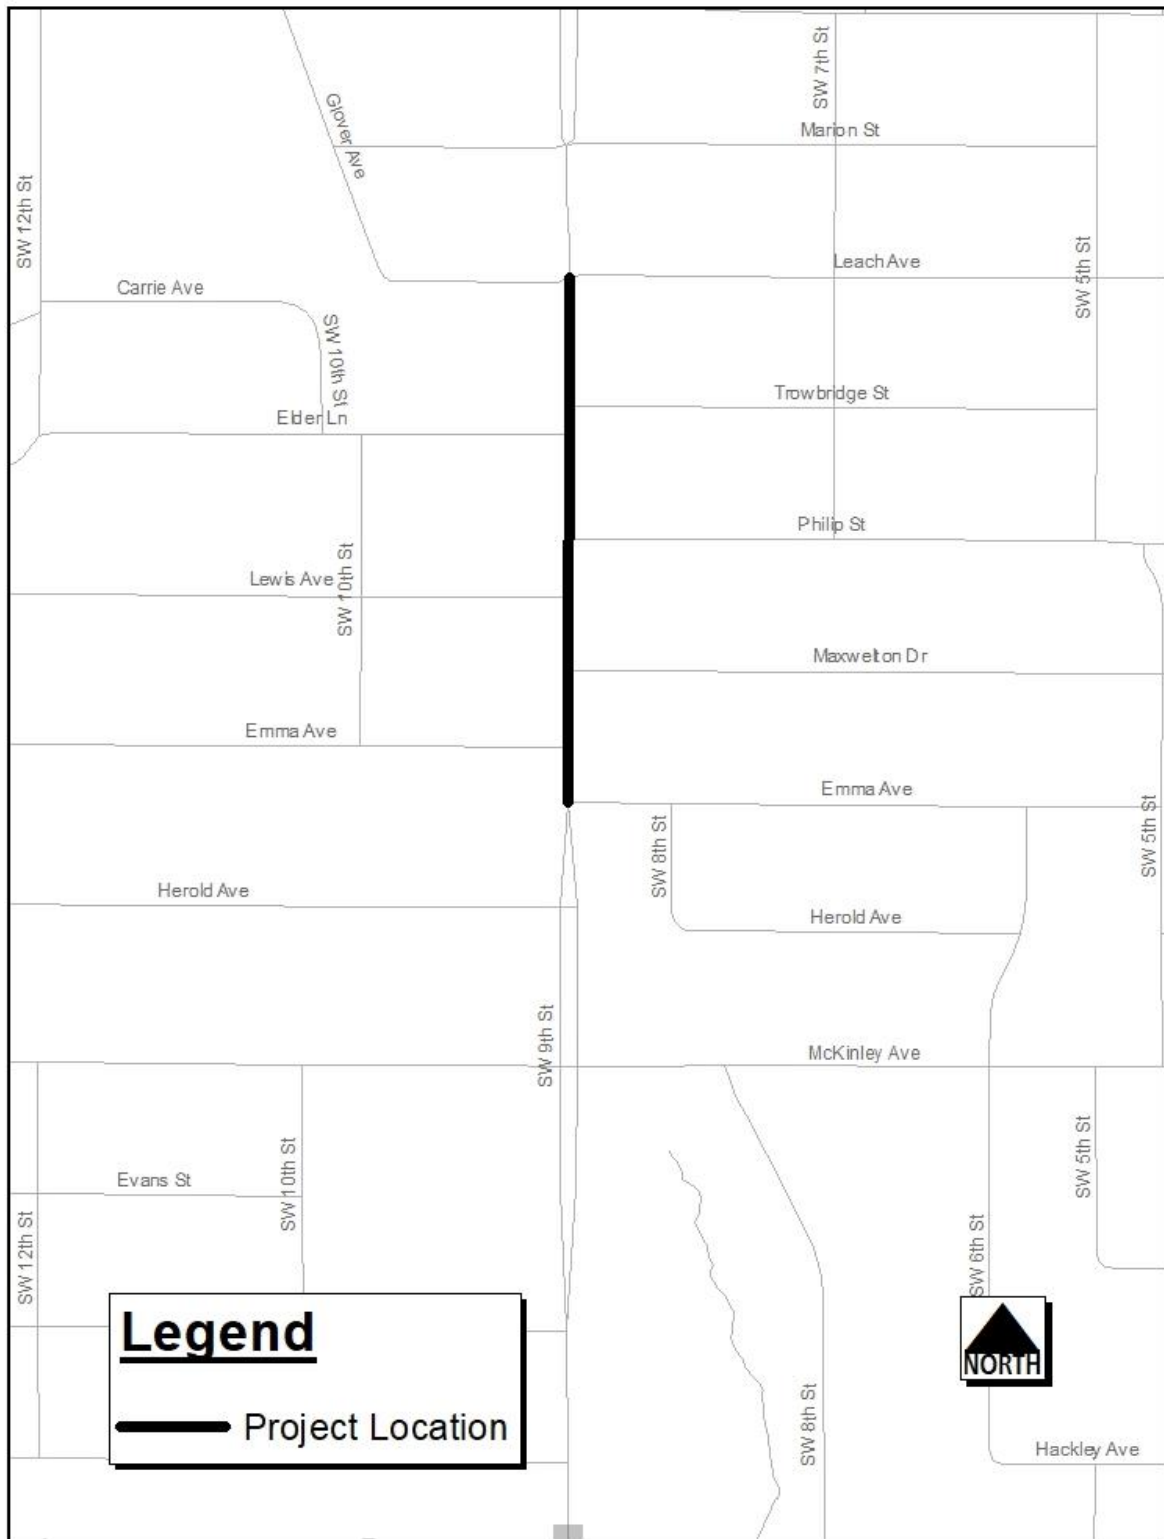 SW 7th St
Glover Ave
Marion St
SW 12th St
Leach Ave
SW 5th St
Carrie Ave
SW 10th St
Trowbridge St
Elder Ln
Philip St
SW 10th St
Lewis Ave
Maxwelton Dr
Emma Ave
Emma Ave
SW 5th St
SW 8th St
Herold Ave
Herold Ave
SW 9th St
McKinley Ave
SW 5th St
SW 10th St
Evans St
SW 12th St
SW 6th St
Legend
NORTH
Project Location
SW 8th St
Hackley Ave